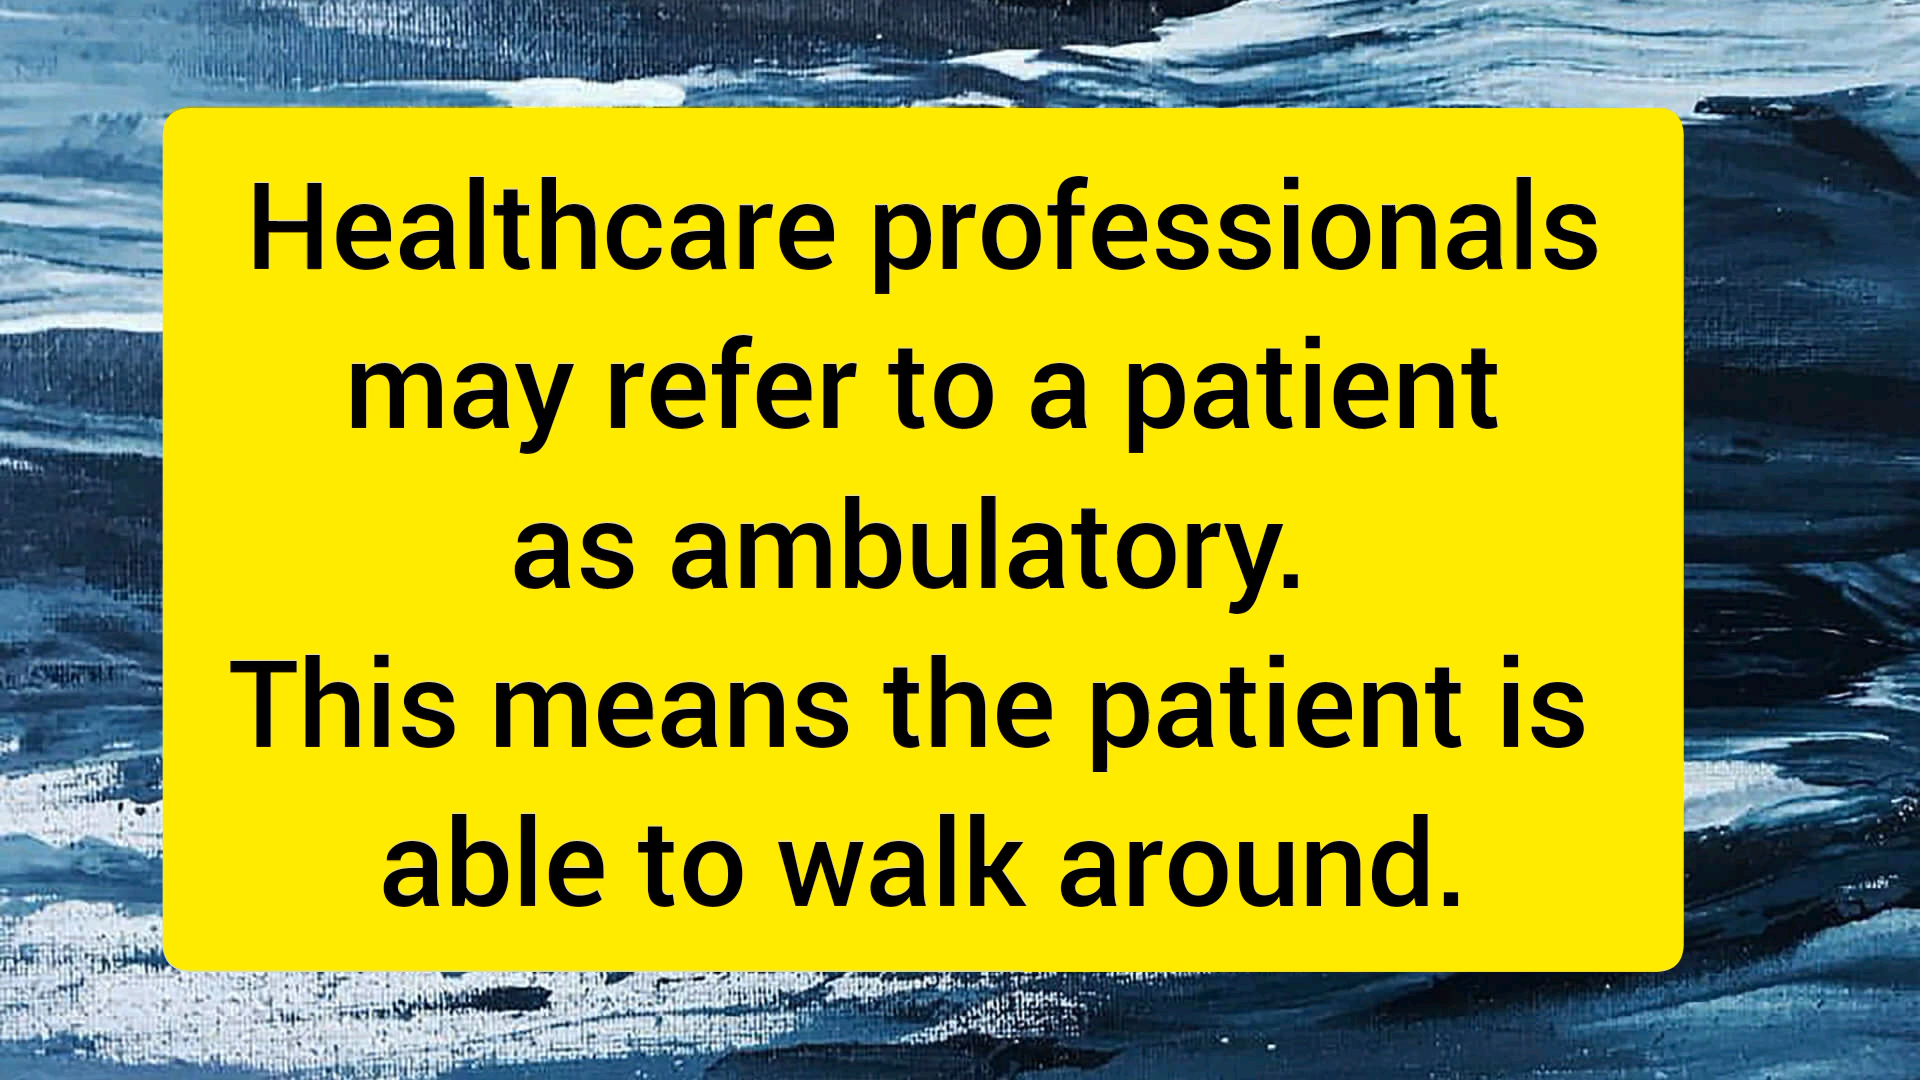 Healthcare professionals
may refer to a patient
as ambulatory.
This means the patient is
able to walk around.